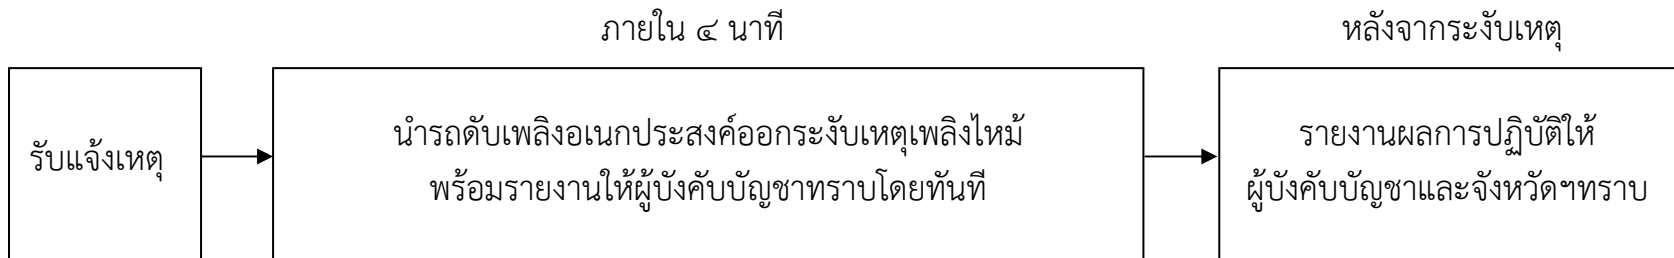 ภายใน ๔ นาที
หลังจากระงับเหตุ
รับแจ้งเหตุ
นำรถดับเพลิงอเนกประสงค์ออกระงับเหตุเพลิงไหม้
พร้อมรายงานให้ผู้บังคับบัญชาทราบโดยทันที
รายงานผลการปฏิบัติให้
ผู้บังคับบัญชาและจังหวัดฯทราบ